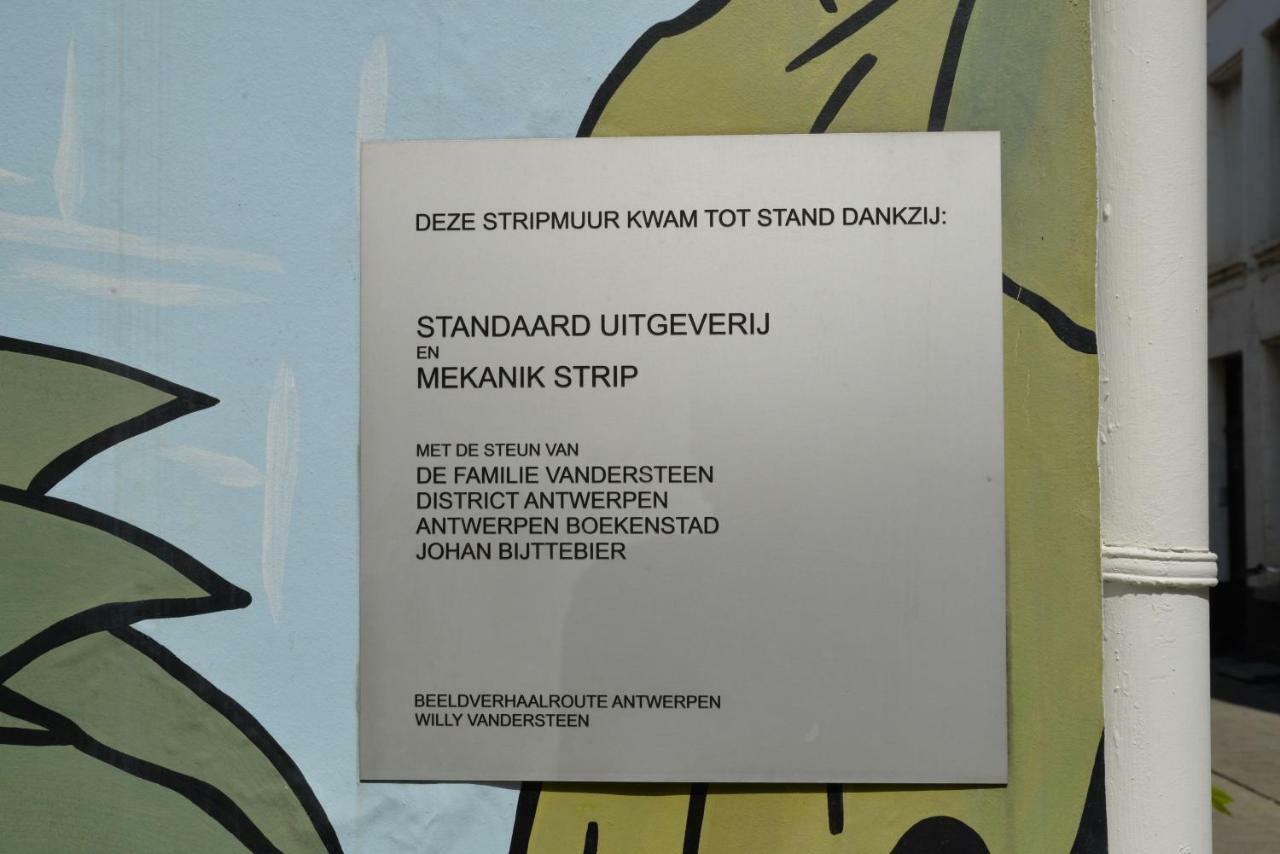 DEZE STRIPMUUR KWAM TOT STAND DANKZIJ:
STANDAARD UITGEVERIJ
EN
MEKANIK STRIP
MET DE STEUN VAN
DE FAMILIE VANDERSTEEN
DISTRICT ANTWERPEN
ANTWERPEN BOEKENSTAD
JOHAN BIJTTEBIER
BEELDVERHAALROUTE ANTWERPEN
WILLY VANDERSTEEN